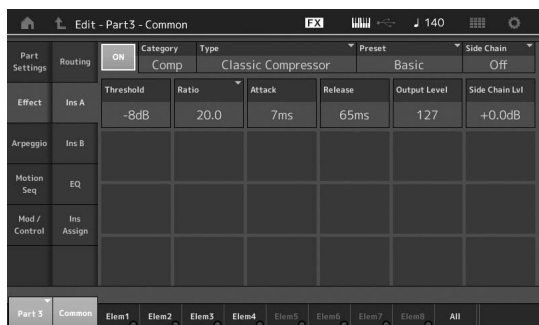 Edit - Part3 - Common FX ♩ 140
Part Settings
Routing
ON
Category
Comp
Type
Classic Compressor
Preset
Basic
Side Chain
Off
Effect
Ins A
Threshold
-8dB
Ratio
20.0
Attack
7ms
Release
65ms
Output Level
127
Side Chain Lvl
+0.0dB
Arpeggio
Ins B
Motion Seq
EQ
Mod / Control
Ins Assign
Part 3
Common
Elem1 Elem2 Elem3 Elem4 Elem5 Elem6 Elem7 Elem8 All